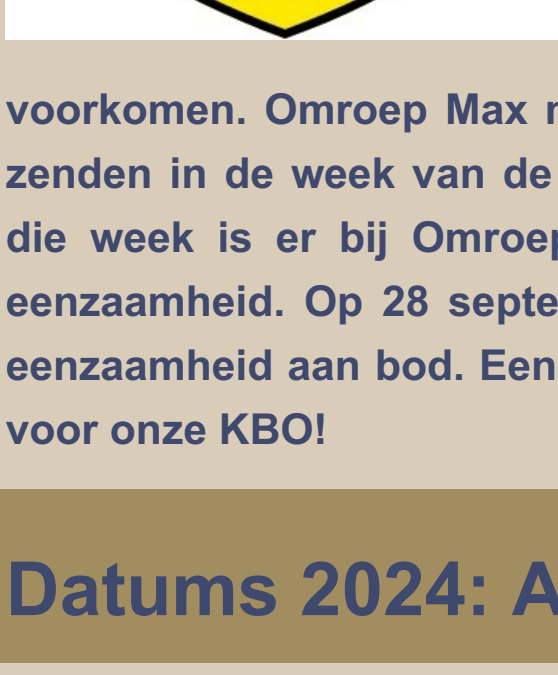 voorkomen. Omroep Max
zenden in de week van de
die week is er bij
eenzaamheid. Op 28
eenzaamheid aan bod. Een
voor onze KBO!
Datums 2024: